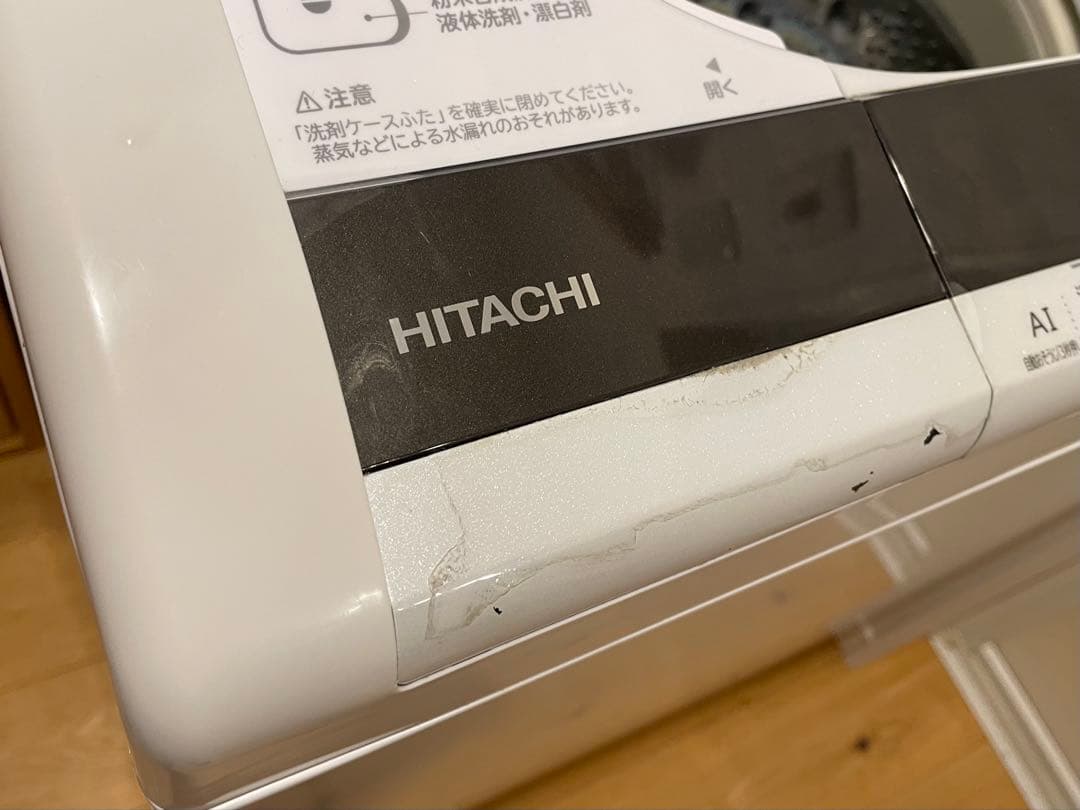 液体洗剤・漂白剤
⚠注意
「洗剤ケースふた」を確実に閉めてください。
蒸気などによる水漏れのおそれがあります。
◀
開く
HITACHI
AI